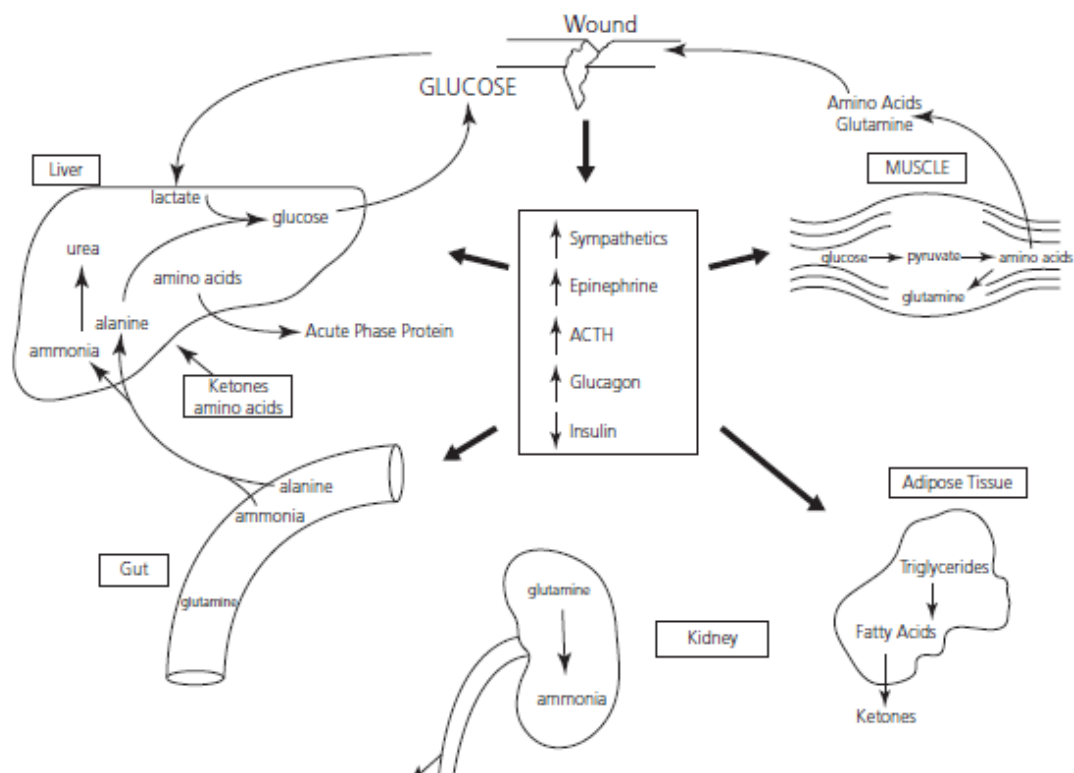 Wound
GLUCOSE
Amino Acids
Glutamine
Liver
MUSCLE
lactate
glucose
urea
amino acids
alanine
Acute Phase Protein
ammonia
Ketones
amino acids
Sympathetics
Epinephrine
ACTH
Glucagon
Insulin
glucose
pyruvate
amino acids
glutamine
alanine
ammonia
Gut
glutamine
glutamine
ammonia
Kidney
Adipose Tissue
Triglycerides
Fatty Acids
Ketones